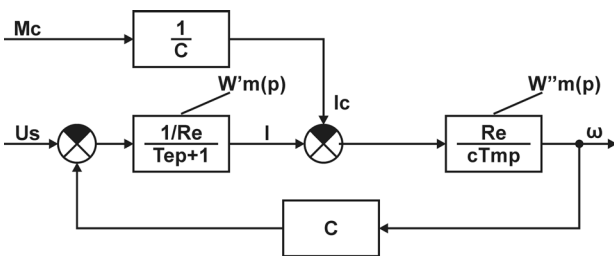 Mc
1
C
W'm(p)
Ic
W"m(p)
Us
1/Re
Tep+1
I
Re
cTmp
ω
C